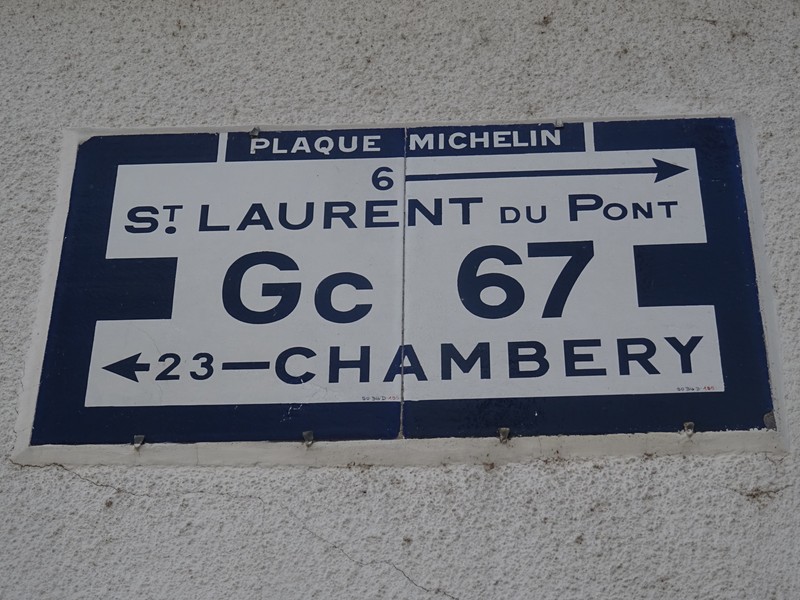 PLAQUE MICHELIN
6
ST. LAURENT DU PONT
GC 67
23 CHAMBERY